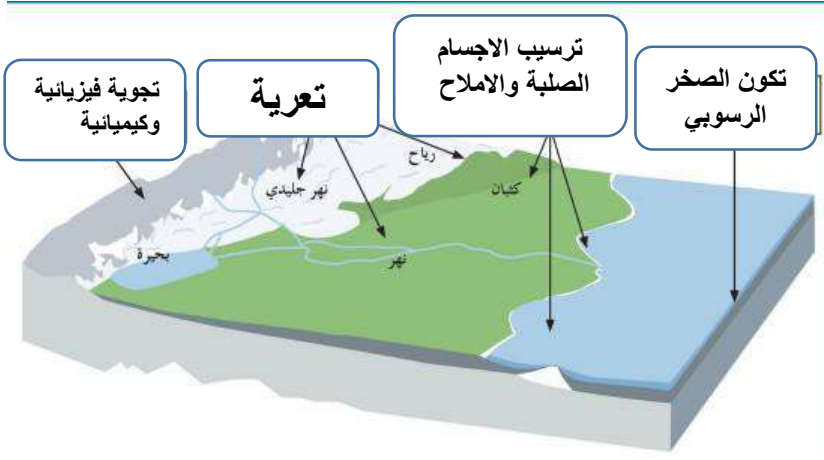 تكون الصخر
الرسوبي
ترسيب الاجسام
الصلبة والاملاح
تعرية
تجوية فيزيائية
وكيميائية
رياح
كثبان
نهر جليدي
نهر
بحيرة